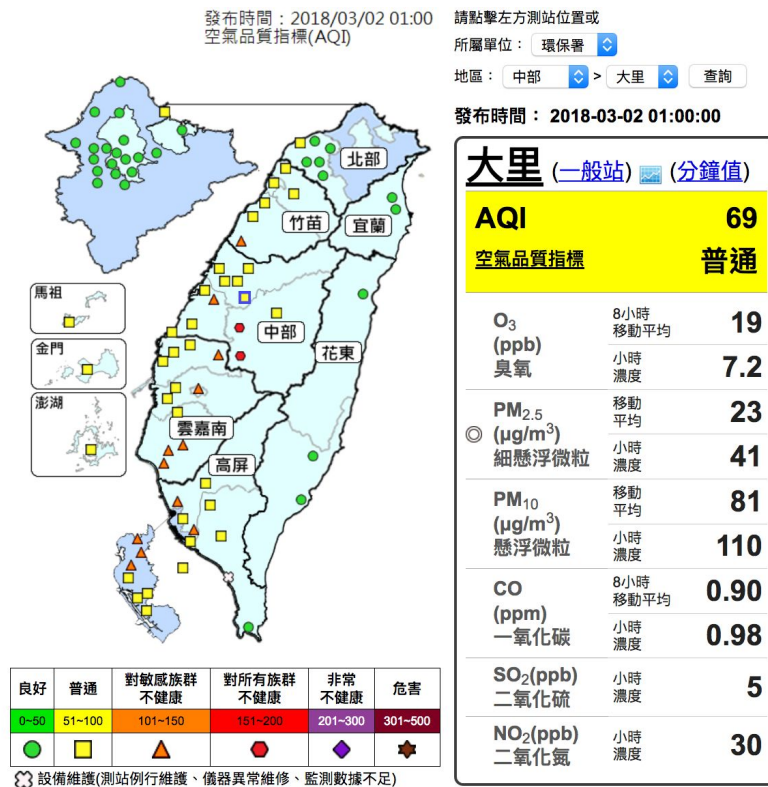 發布時間：2018/03/02 01:00
空氣品質指標(AQI)
北部
竹苗
宜蘭
馬祖
中部
花東
金門
澎湖
雲嘉南
高屏
良好
普通
對敏感族群
不健康
對所有族群
不健康
非常
不健康
危害
0~50
51~100
101~150
151~200
201~300
301~500
設備維護(測站例行維護、儀器異常維修、監測數據不足)
請點擊左方測站位置或
所屬單位： 環保署
地區： 中部 > 大里 查詢
發布時間： 2018-03-02 01:00:00
大里 (一般站) (分鐘值)
AQI 69
空氣品質指標 普通
O3
(ppb)
臭氧
8小時
移動平均
19
小時
濃度
7.2
PM2.5
(μg/m3)
細懸浮微粒
移動
平均
23
小時
濃度
41
PM10
(μg/m3)
懸浮微粒
移動
平均
81
小時
濃度
110
CO
(ppm)
一氧化碳
8小時
移動平均
0.90
小時
濃度
0.98
SO2(ppb)
二氧化硫
小時
濃度
5
NO2(ppb)
二氧化氮
小時
濃度
30